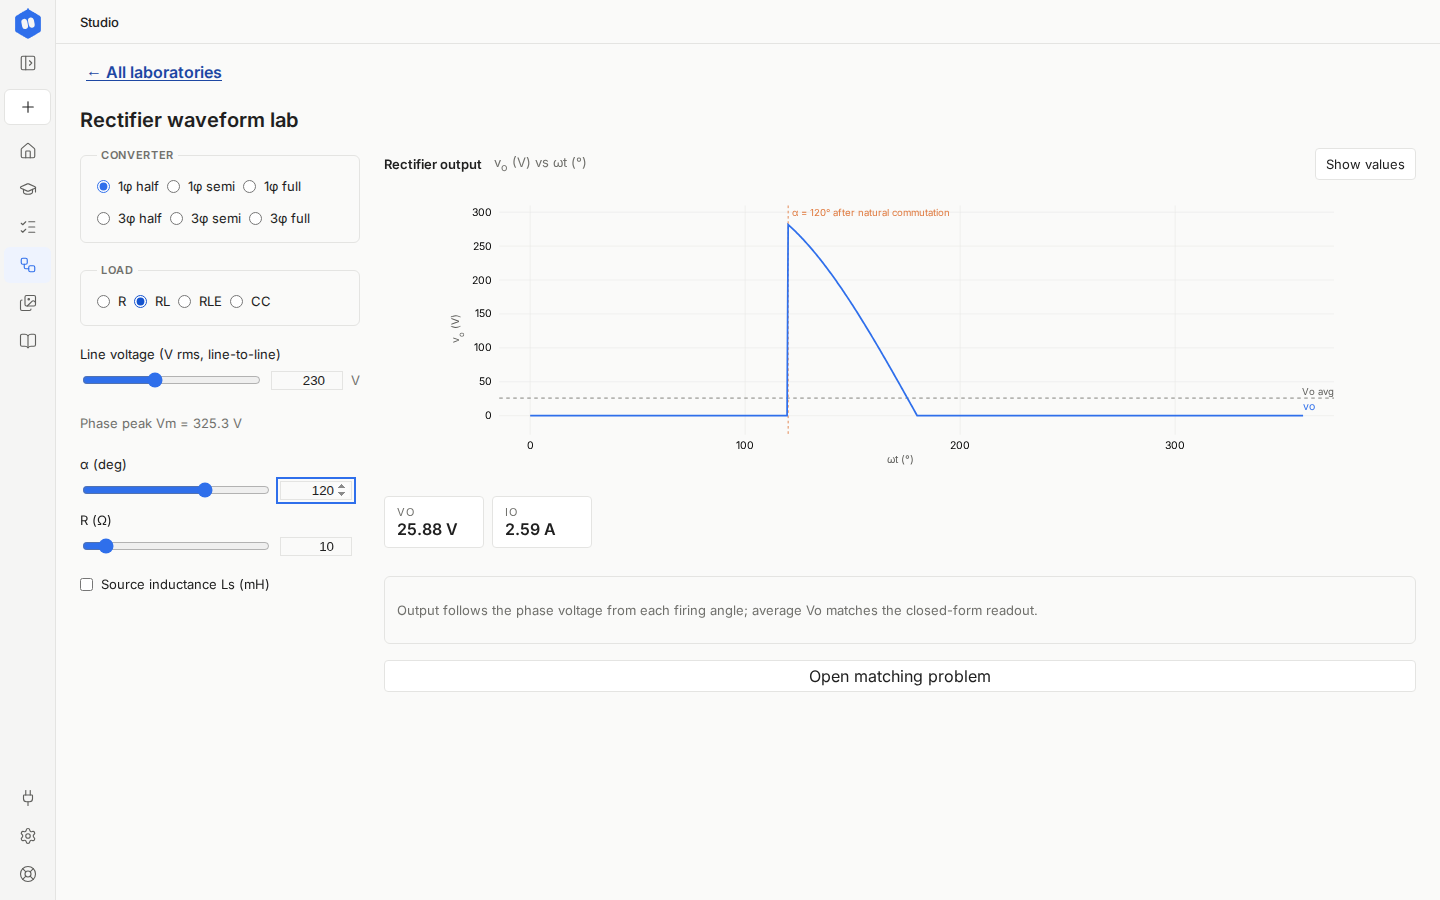 Studio
← All laboratories
Rectifier waveform lab
CONVERTER
1φ half 1φ semi 1φ full
3φ half 3φ semi 3φ full
LOAD
R RL RLE CC
Line voltage (V rms, line-to-line)
230 V
Phase peak Vm = 325.3 V
α (deg)
120
R (Ω)
10
Source inductance Ls (mH)
Rectifier output vo (V) vs ωt (°)
Show values
α = 120° after natural commutation
300
250
200
150
100
50
0
vo (V)
Vo avg
vo
0 100 200 300
ωt (°)
VO
25.88 V
IO
2.59 A
Output follows the phase voltage from each firing angle; average Vo matches the closed-form readout.
Open matching problem